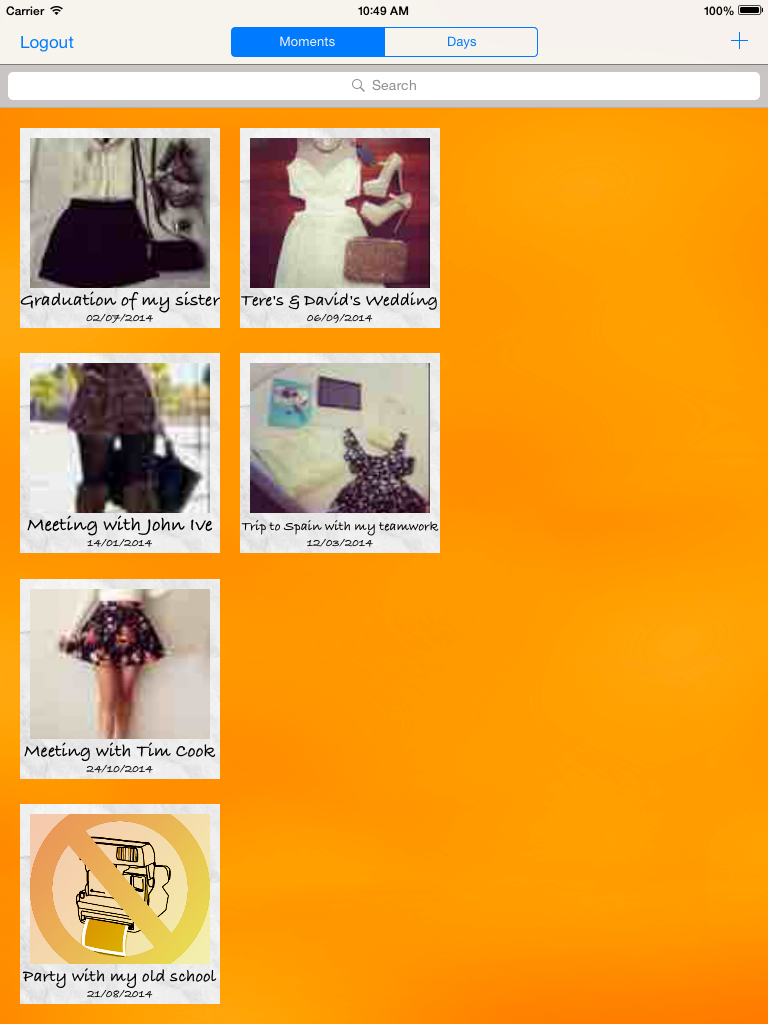 Carrier 10:49 AM 100%
Logout Moments Days +
Search
Graduation of my sister
02/07/2014
Tere's & David's Wedding
06/09/2014
Meeting with John Ive
14/01/2014
Trip to Spain with my teamwork
12/03/2014
Meeting with Tim Cook
24/10/2014
Party with my old school
21/08/2014